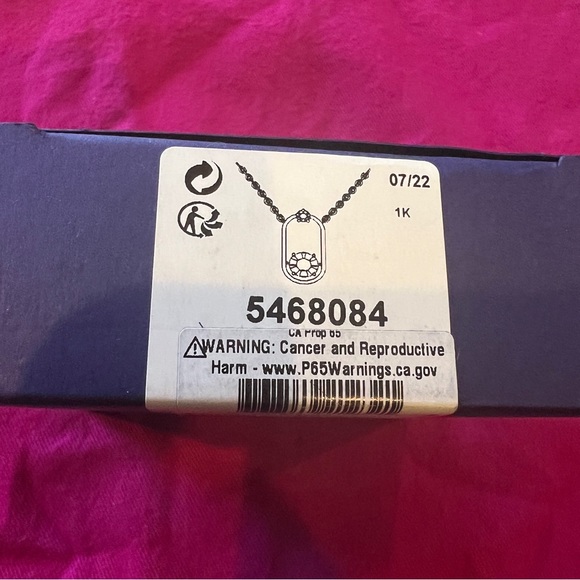 07/22
1K
5468084
CA Prop 65
⚠WARNING: Cancer and Reproductive
Harm - www.P65Warnings.ca.gov